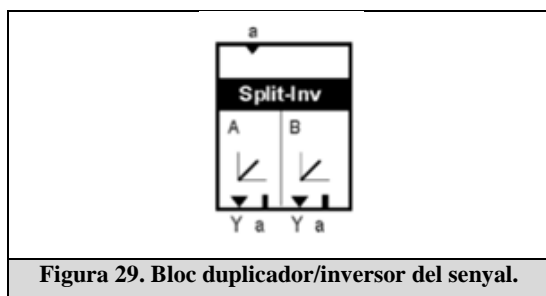 a
Split-Inv
A B
Y a Y a
Figura 29. Bloc duplicador/inversor del senyal.